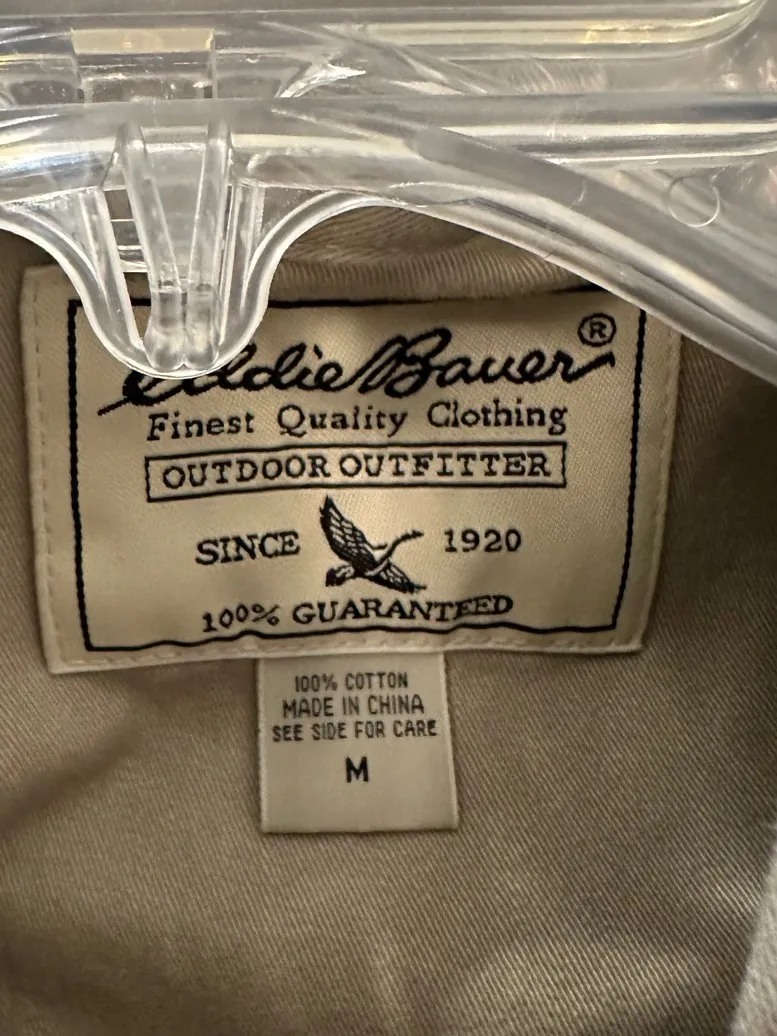 Eddie Bauer®
Finest Quality Clothing
OUTDOOR OUTFITTER
SINCE 1920
100% GUARANTEED
100% COTTON
MADE IN CHINA
SEE SIDE FOR CARE
M